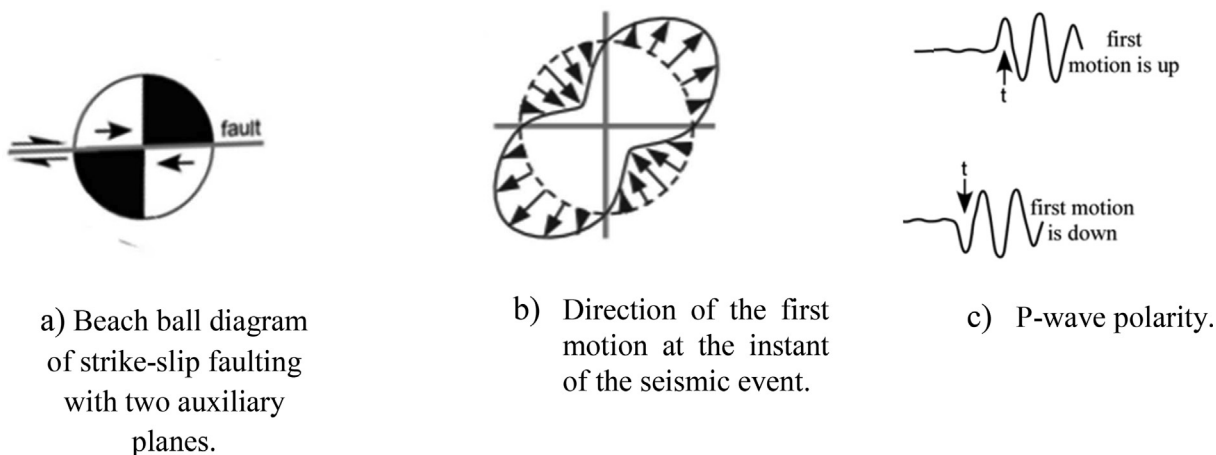 fault
a) Beach ball diagram
of strike-slip faulting
with two auxiliary
planes.
b) Direction of the first
motion at the instant
of the seismic event.
first
motion is up
t
t
first motion
is down
c) P-wave polarity.